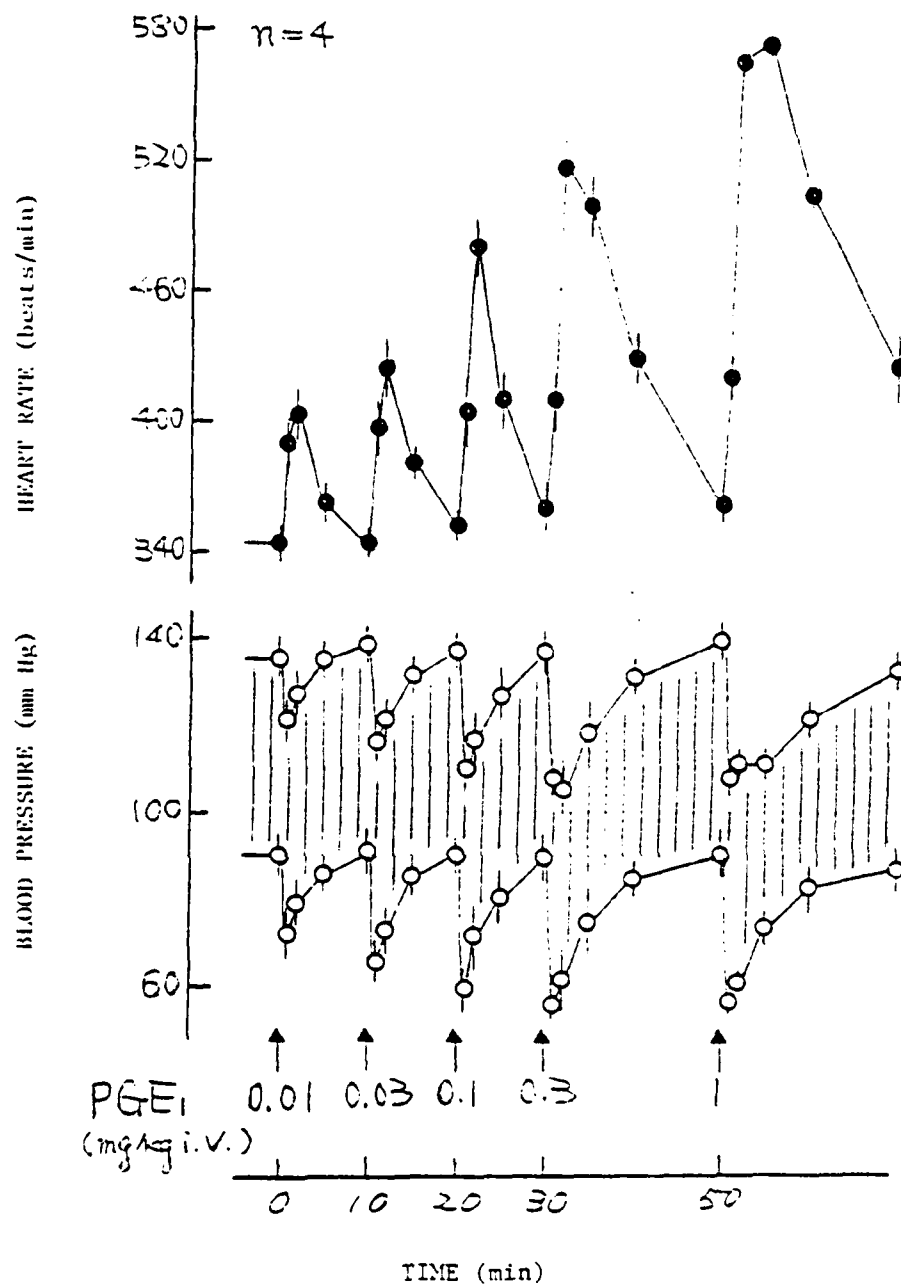 n=4
HEART RATE (beats/min)
580
520
460
400
340
BLOOD PRESSURE (mm Hg)
140
100
60
PGE1 0.01 0.03 0.1 0.3 1
(mg/kg i.v.)
0 10 20 30 50
TIME (min)